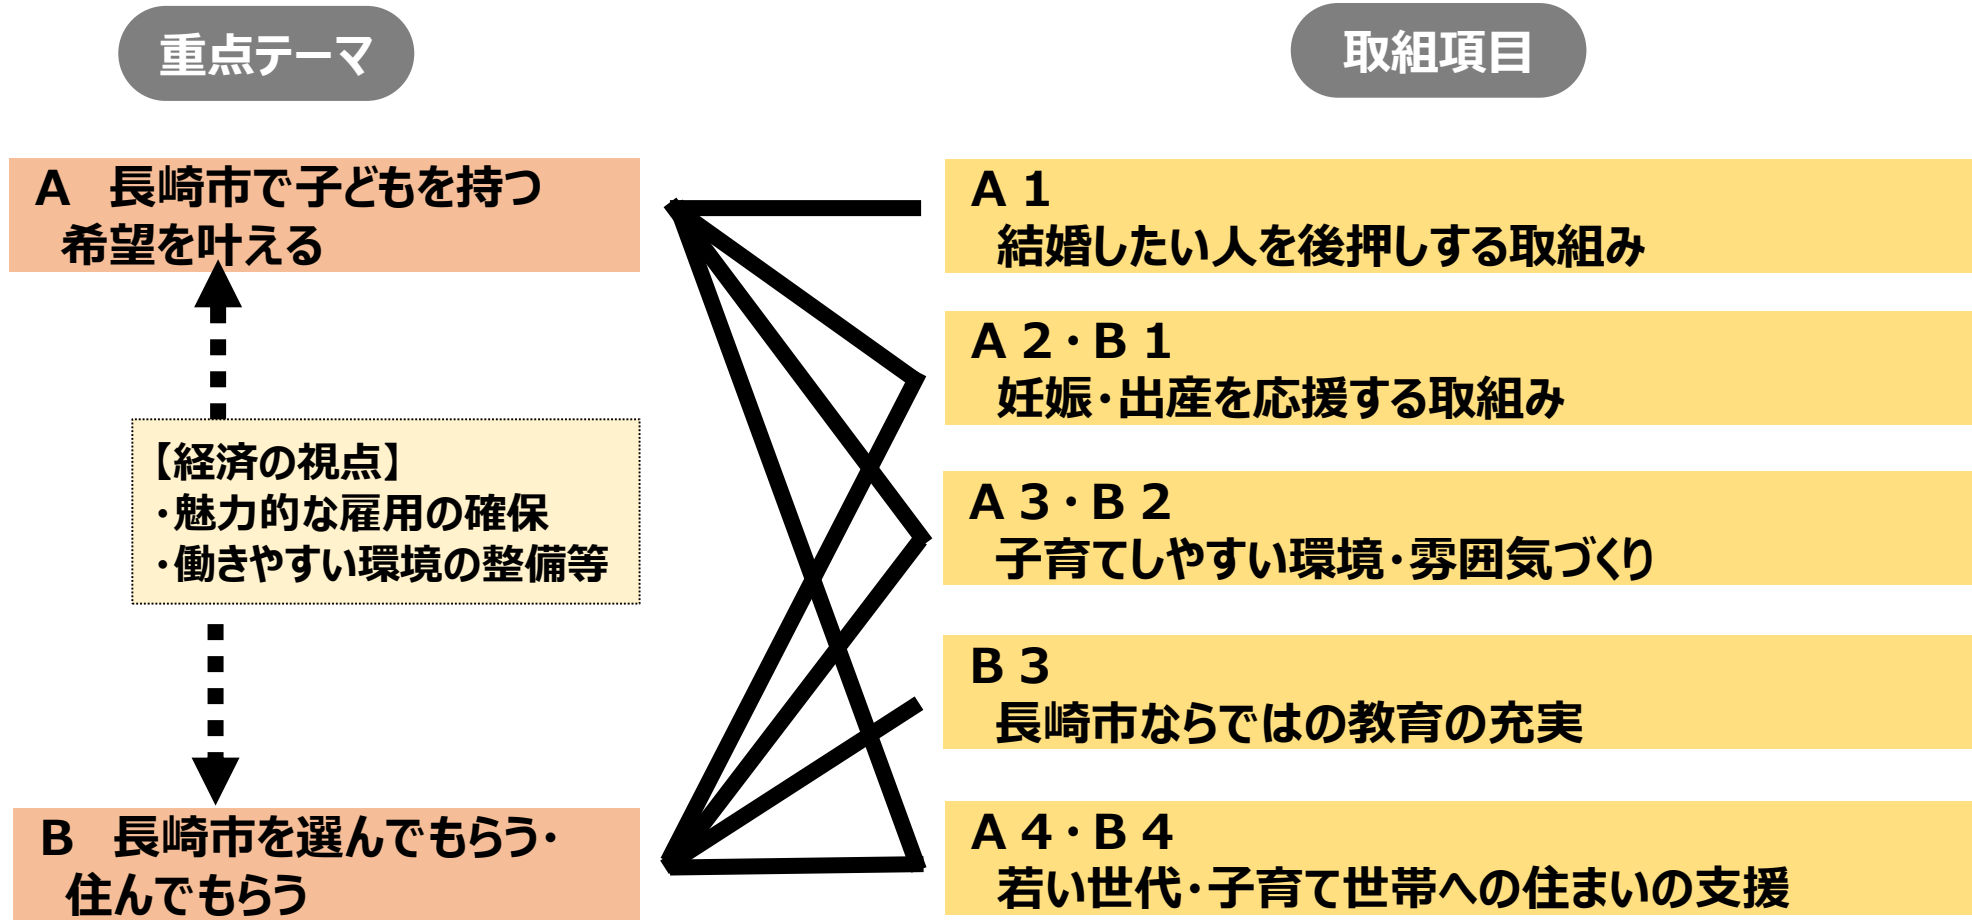 重点テーマ
取組項目
A　長崎市で子どもを持つ
希望を叶える
【経済の視点】
・魅力的な雇用の確保
・働きやすい環境の整備等
B　長崎市を選んでもらう・
住んでもらう
A１
結婚したい人を後押しする取組み
A２・B１
妊娠・出産を応援する取組み
A３・B２
子育てしやすい環境・雰囲気づくり
B３
長崎市ならではの教育の充実
A４・B４
若い世代・子育て世帯への住まいの支援